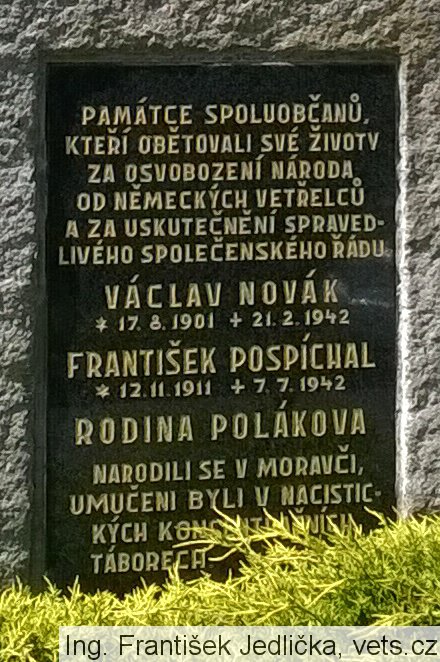 PAMÁTCE SPOLUOBČANŮ,
KTEŘÍ OBĚTOVALI SVÉ ŽIVOTY
ZA OSVOBOZENÍ NÁRODA
OD NĚMECKÝCH VETŘELCŮ
A ZA USKUTEČNĚNÍ SPRAVED-
LIVÉHO SPOLEČENSKÉHO ŘÁDU
VÁCLAV NOVÁK
* 17. 8. 1901 + 21. 2. 1942
FRANTIŠEK POSPÍCHAL
* 12.11.1911 + 7. 7. 1942
RODINA POLÁKOVA
NARODILI SE V MORAVČI,
UMUČENI BYLI V NACISTIC-
KÝCH KONCENTRAČNÍCH
TÁBORECH
Ing. František Jedlička, vets.cz